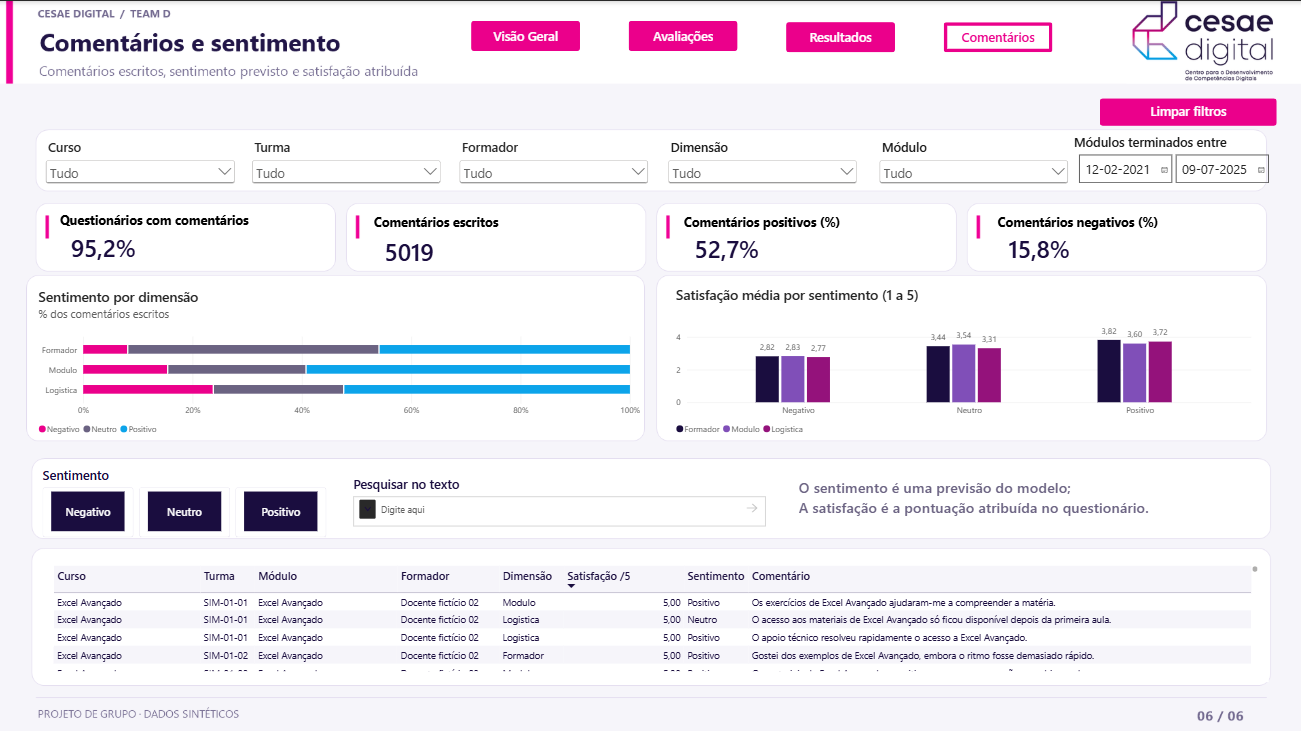 CESAE DIGITAL / TEAM D
Comentários e sentimento
Comentários escritos, sentimento previsto e satisfação atribuída
Visão Geral
Avaliações
Resultados
Comentários
cesae
digital
Centro para o Desenvolvimento
de Competências Digitais
Limpar filtros
Curso
Tudo
Turma
Tudo
Formador
Tudo
Dimensão
Tudo
Módulo
Tudo
Módulos terminados entre
12-02-2021
09-07-2025
Questionários com comentários
95,2%
Comentários escritos
5019
Comentários positivos (%)
52,7%
Comentários negativos (%)
15,8%
Sentimento por dimensão
% dos comentários escritos
Formador
Modulo
Logistica
0% 20% 40% 60% 80% 100%
Negativo Neutro Positivo
Satisfação média por sentimento (1 a 5)
4
2
0
2,82 2,83 2,77
3,44 3,54 3,31
3,82 3,60 3,72
Negativo Neutro Positivo
Formador Modulo Logistica
Sentimento
Negativo
Neutro
Positivo
Pesquisar no texto
Digite aqui
O sentimento é uma previsão do modelo;
A satisfação é a pontuação atribuída no questionário.
Curso Turma Módulo Formador Dimensão Satisfação /5 Sentimento Comentário
Excel Avançado SIM-01-01 Excel Avançado Docente fictício 02 Modulo 5,00 Positivo Os exercícios de Excel Avançado ajudaram-me a compreender a matéria.
Excel Avançado SIM-01-01 Excel Avançado Docente fictício 02 Logistica 5,00 Neutro O acesso aos materiais de Excel Avançado só ficou disponível depois da primeira aula.
Excel Avançado SIM-01-01 Excel Avançado Docente fictício 02 Logistica 5,00 Positivo O apoio técnico resolveu rapidamente o acesso a Excel Avançado.
Excel Avançado SIM-01-02 Excel Avançado Docente fictício 02 Formador 5,00 Positivo Gostei dos exemplos de Excel Avançado, embora o ritmo fosse demasiado rápido.
PROJETO DE GRUPO · DADOS SINTÉTICOS
06 / 06